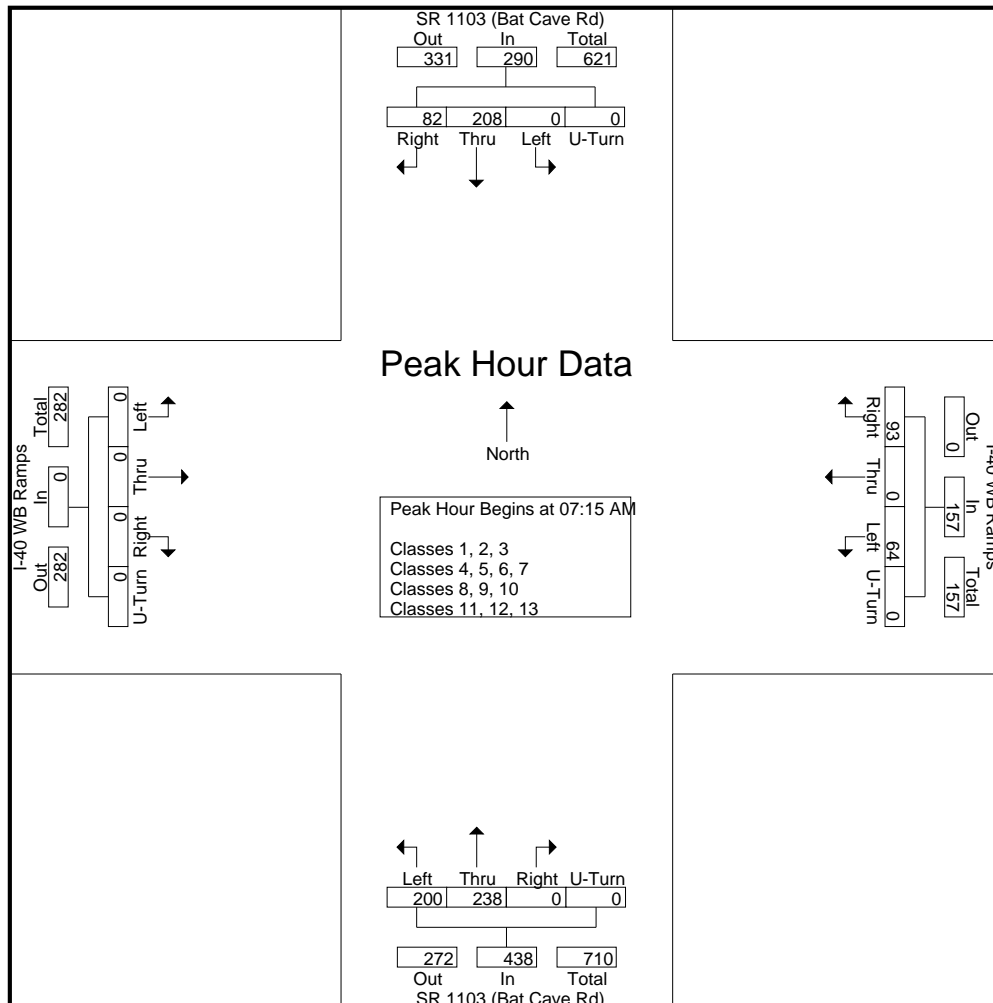 SR 1103 (Bat Cave Rd)
Out In Total
331 290 621
82 208 0 0
Right Thru Left U-Turn
Peak Hour Data
North
Peak Hour Begins at 07:15 AM
Classes 1, 2, 3
Classes 4, 5, 6, 7
Classes 8, 9, 10
Classes 11, 12, 13
I-40 WB Ramps
Out In Total
282 0 282
0 0 0 0
U-Turn Right Thru Left
I-40 WB Ramps
Out In Total
0 157 157
93 0 64 0
Right Thru Left U-Turn
Left Thru Right U-Turn
200 238 0 0
272 438 710
Out In Total
SR 1103 (Bat Cave Rd)